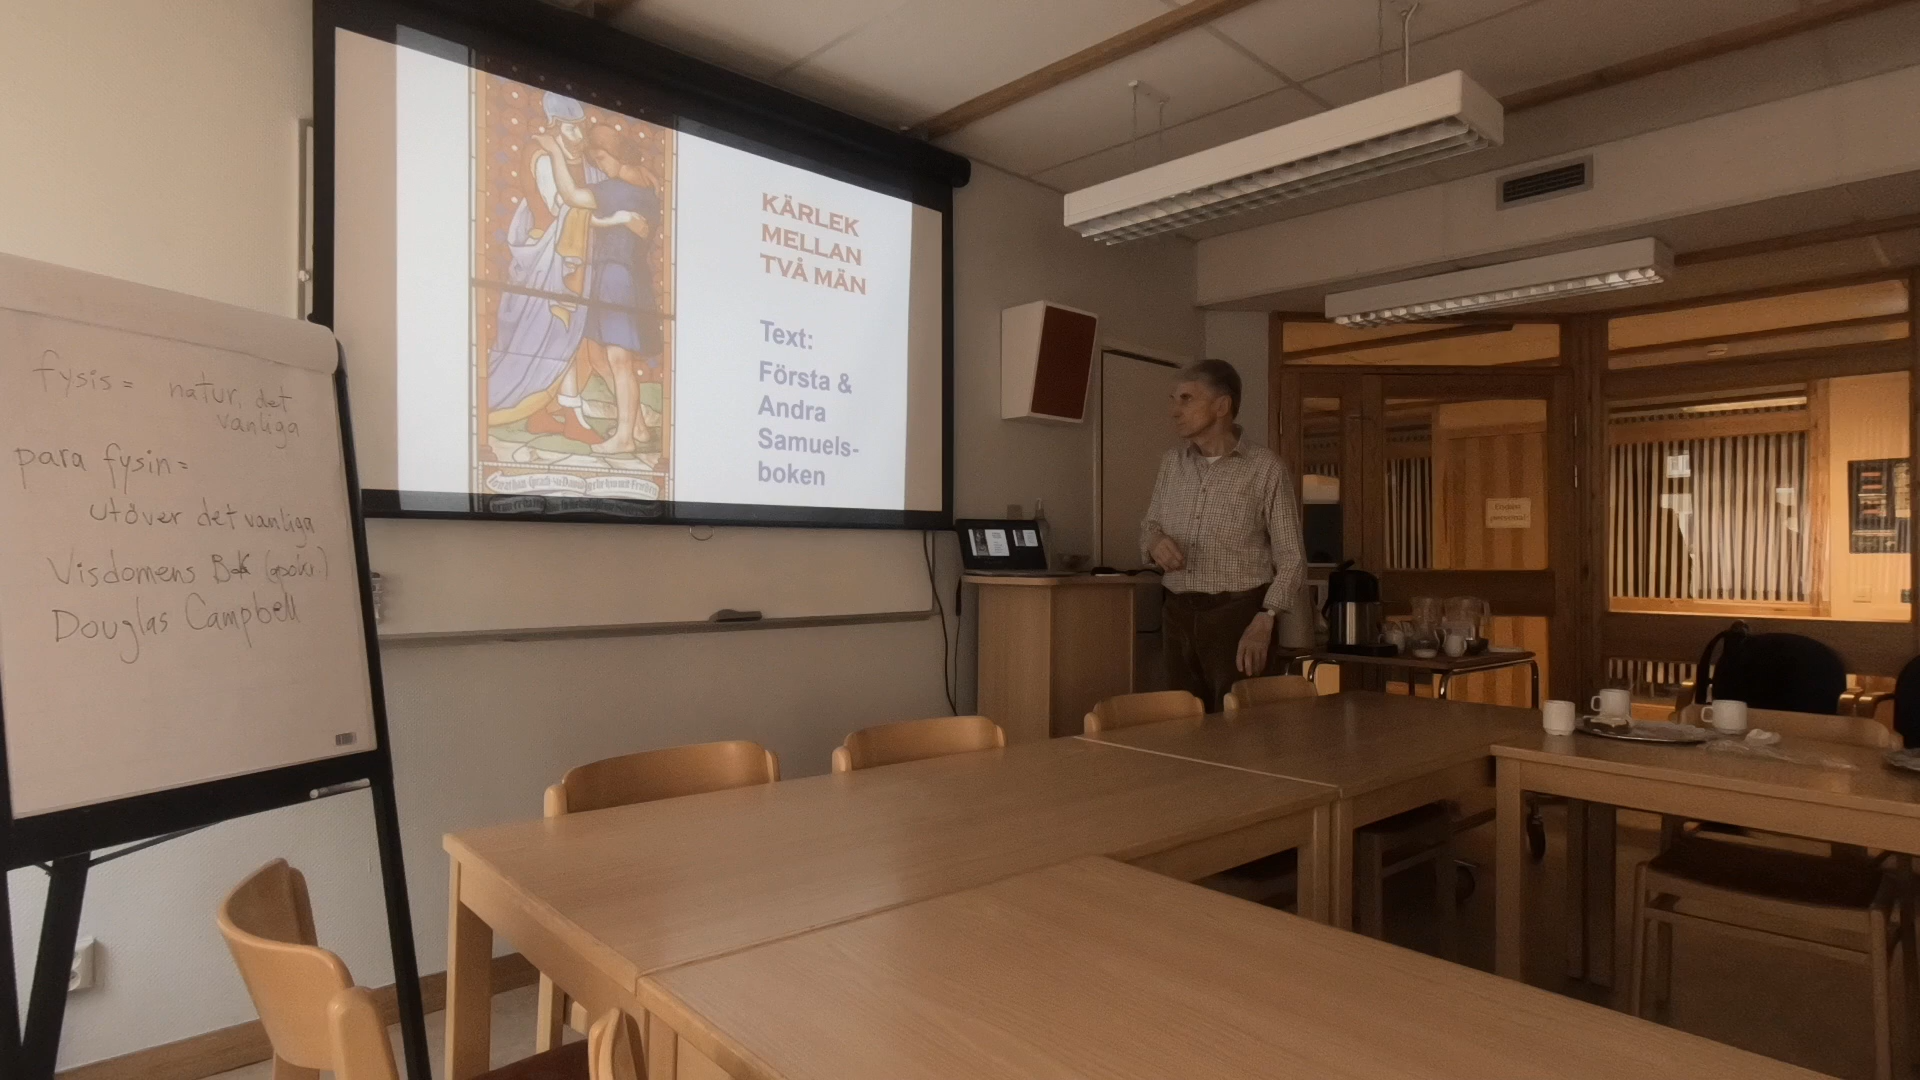 fysis = natur, det
vanliga
para fysin =
utöver det vanliga
Visdomens Bok (apokr.)
Douglas Campbell
KÄRLEK
MELLAN
TVÅ MÄN
Text:
Första &
Andra
Samuels-
boken